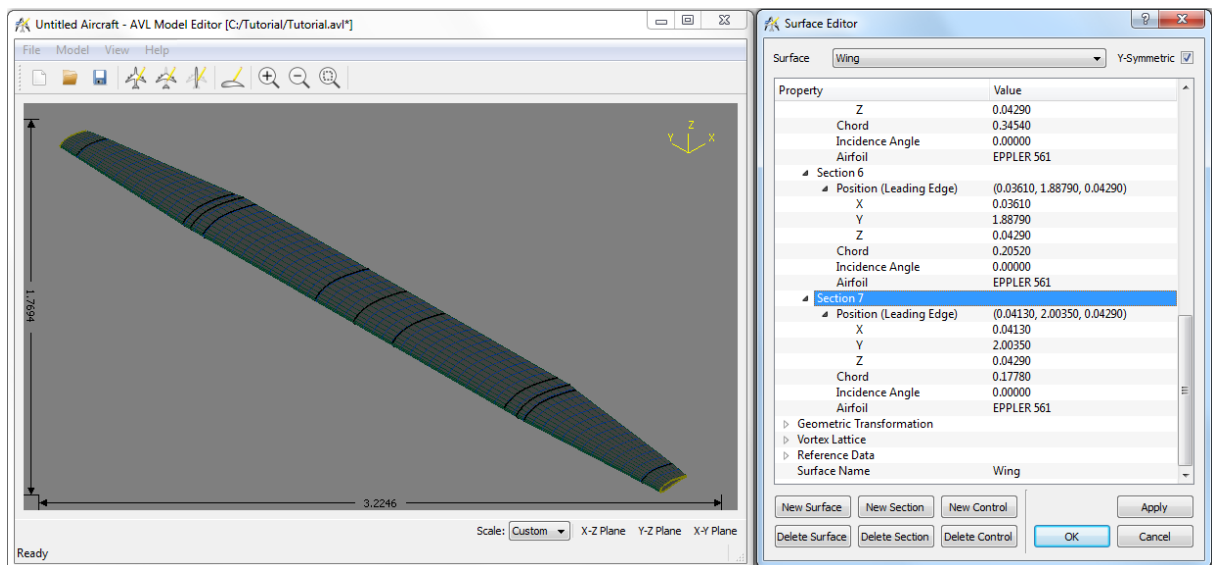 Untitled Aircraft - AVL Model Editor [C:/Tutorial/Tutorial.avl*]
File Model View Help
Z
Y X
1.7694
3.2246
Scale: Custom X-Z Plane Y-Z Plane X-Y Plane
Ready
Surface Editor
Surface Wing Y-Symmetric
Property Value
Z 0.04290
Chord 0.34540
Incidence Angle 0.00000
Airfoil EPPLER 561
Section 6
Position (Leading Edge) (0.03610, 1.88790, 0.04290)
X 0.03610
Y 1.88790
Z 0.04290
Chord 0.20520
Incidence Angle 0.00000
Airfoil EPPLER 561
Section 7
Position (Leading Edge) (0.04130, 2.00350, 0.04290)
X 0.04130
Y 2.00350
Z 0.04290
Chord 0.17780
Incidence Angle 0.00000
Airfoil EPPLER 561
Geometric Transformation
Vortex Lattice
Reference Data
Surface Name Wing
New Surface New Section New Control Apply
Delete Surface Delete Section Delete Control OK Cancel